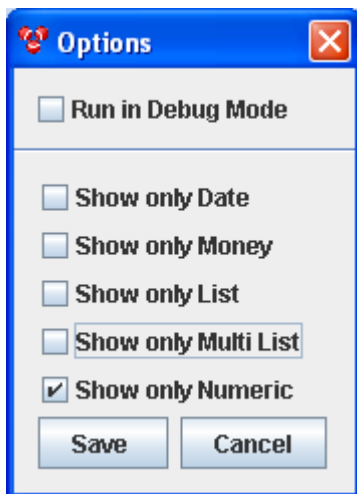 Options
Run in Debug Mode
Show only Date
Show only Money
Show only List
Show only Multi List
Show only Numeric
Save Cancel